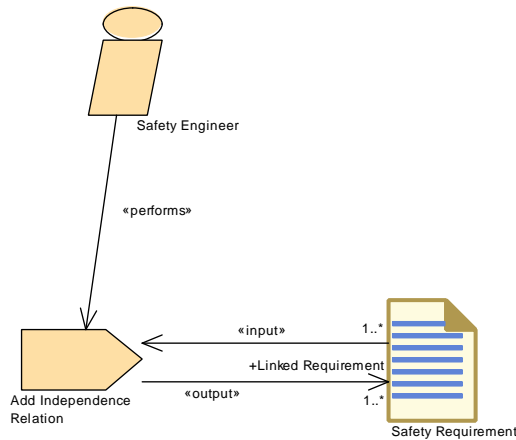 Safety Engineer
«performs»
«input»
1..*
+Linked Requirement
«output»
1..*
Add Independence
Relation
Safety Requirement